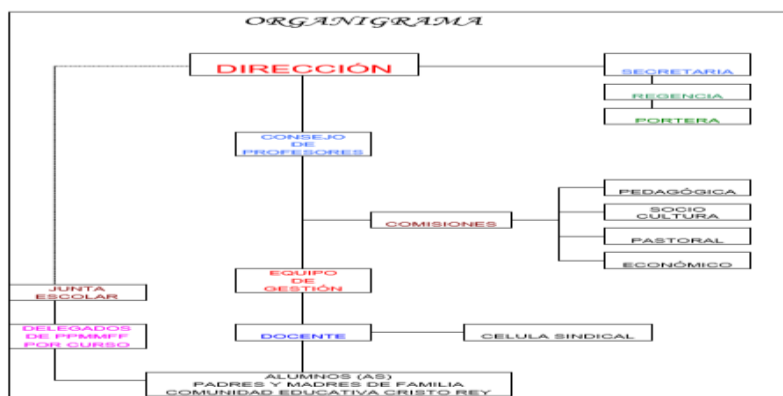 ORGANIGRAMA
DIRECCIÓN
SECRETARIA
REGENCIA
PORTERA
CONSEJO
DE
PROFESORES
COMISIONES
PEDAGÓGICA
SOCIO
CULTURA
PASTORAL
ECONÓMICO
EQUIPO
DE
GESTIÓN
JUNTA
ESCOLAR
DELEGADOS
DE PPMMFF
POR CURSO
DOCENTE
CELULA SINDICAL
ALUMNOS (AS)
PADRES Y MADRES DE FAMILIA
COMUNIDAD EDUCATIVA CRISTO REY